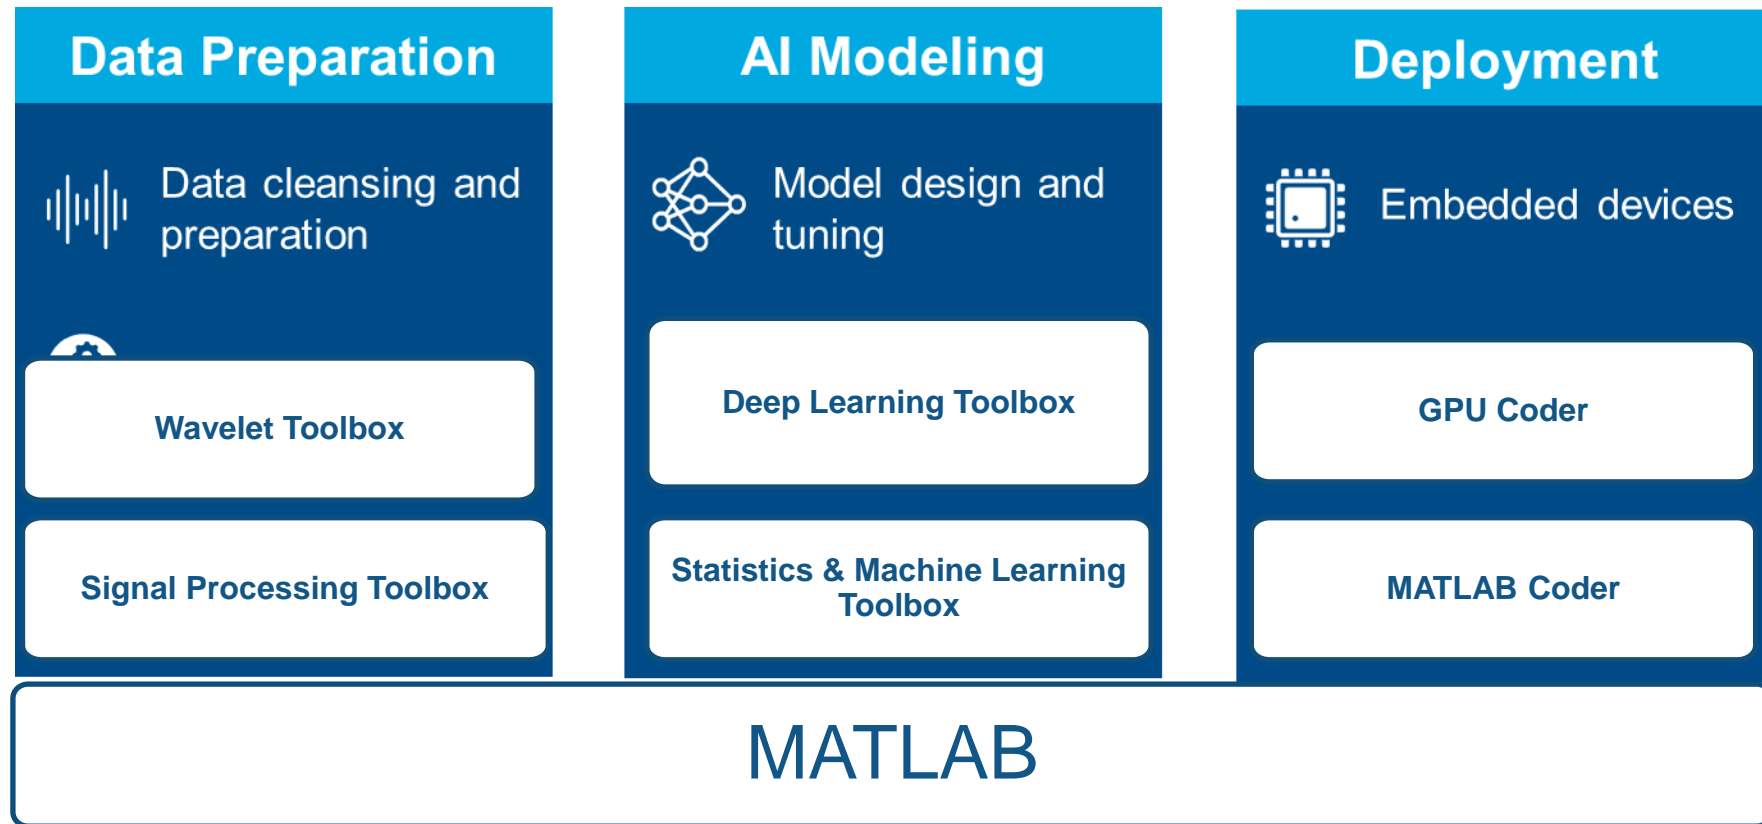 Data Preparation
Data cleansing and
preparation
Wavelet Toolbox
Signal Processing Toolbox
AI Modeling
Model design and
tuning
Deep Learning Toolbox
Statistics & Machine Learning
Toolbox
Deployment
Embedded devices
GPU Coder
MATLAB Coder
MATLAB